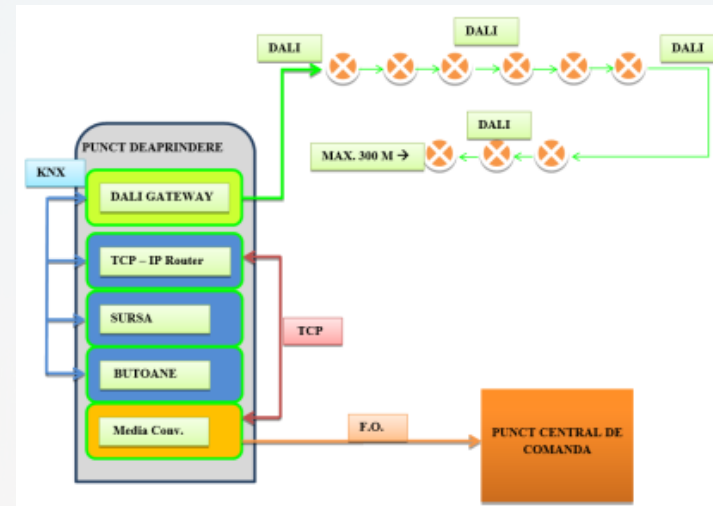 DALI
DALI
DALI
DALI
MAX. 300 M →
PUNCT DEAPRINDERE
KNX
DALI GATEWAY
TCP – IP Router
SURSA
TCP
BUTOANE
Media Conv.
F.O.
PUNCT CENTRAL DE
COMANDA